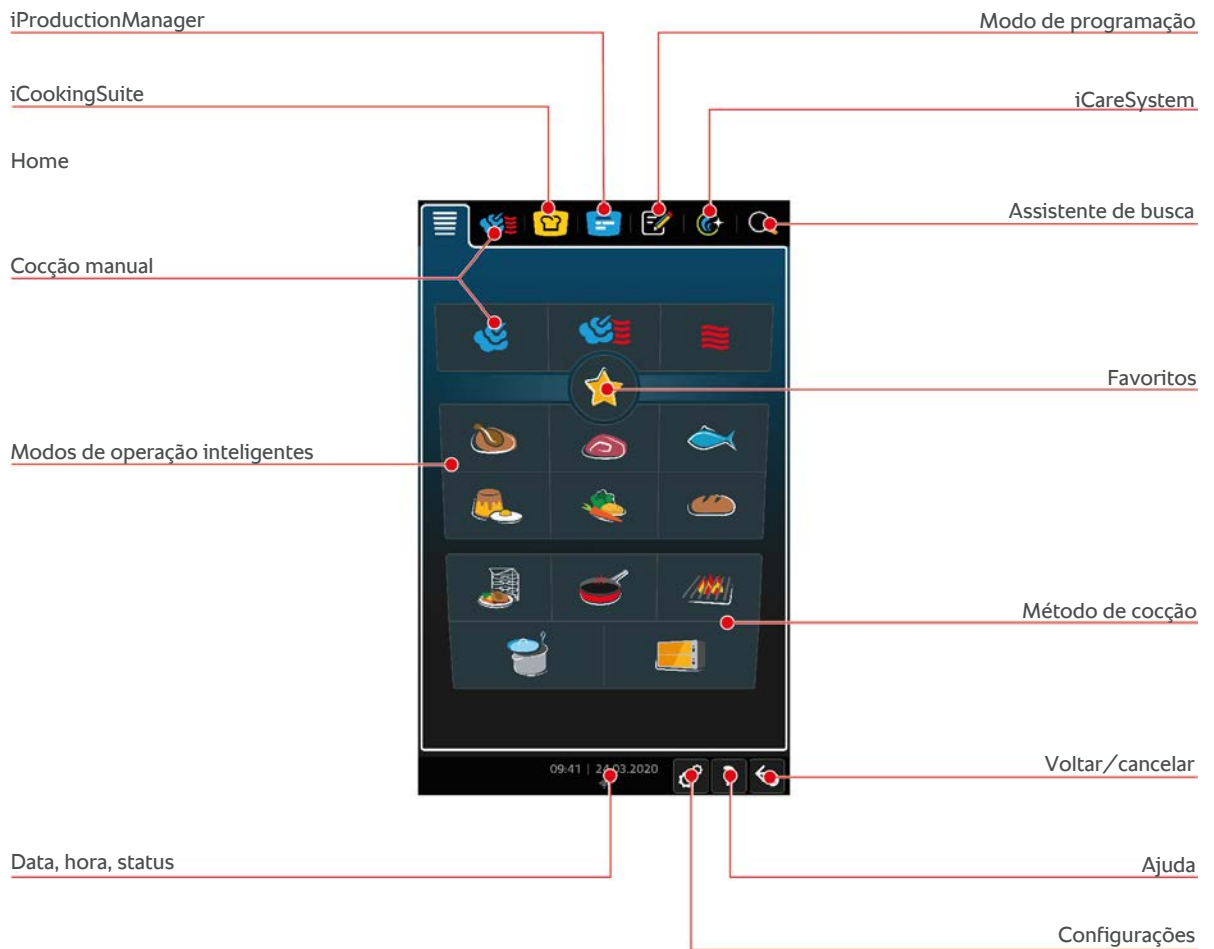 iProductionManager
Modo de programação
iCookingSuite
iCareSystem
Home
Assistente de busca
Cocção manual
Favoritos
Modos de operação inteligentes
Método de cocção
09:41 | 24.03.2020
Voltar/cancelar
Data, hora, status
Ajuda
Configurações